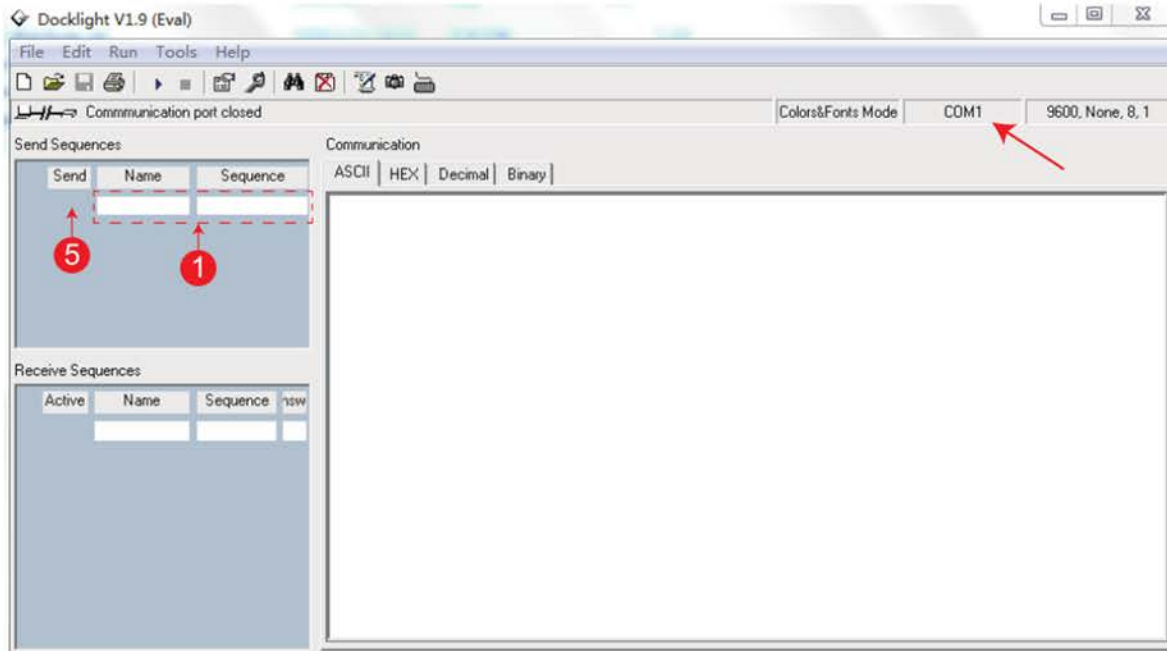 Docklight V1.9 (Eval)
File Edit Run Tools Help
Commmunication port closed
Colors&Fonts Mode
COM1
9600, None, 8, 1
Send Sequences
Send Name Sequence
5
1
Communication
ASCII HEX Decimal Binary
Receive Sequences
Active Name Sequence nsw